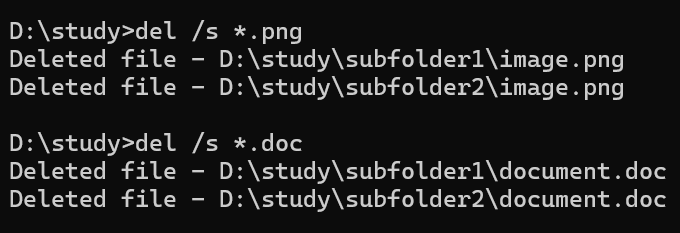 D:\study>del /s *.png
Deleted file - D:\study\subfolder1\image.png
Deleted file - D:\study\subfolder2\image.png
D:\study>del /s *.doc
Deleted file - D:\study\subfolder1\document.doc
Deleted file - D:\study\subfolder2\document.doc